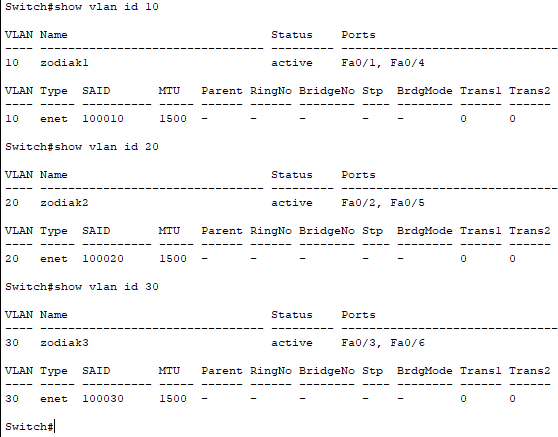 Switch#show vlan id 10
VLAN Name                             Status    Ports
---- -------------------------------- --------- -------------------------------
10   zodiak1                          active    Fa0/1, Fa0/4
VLAN Type  SAID       MTU   Parent RingNo BridgeNo Stp  BrdgMode Trans1 Trans2
---- ----- ---------- ----- ------ ------ -------- ---- -------- ------ ------
10   enet  100010     1500  -      -      -        -    -        0      0
Switch#show vlan id 20
VLAN Name                             Status    Ports
---- -------------------------------- --------- -------------------------------
20   zodiak2                          active    Fa0/2, Fa0/5
VLAN Type  SAID       MTU   Parent RingNo BridgeNo Stp  BrdgMode Trans1 Trans2
---- ----- ---------- ----- ------ ------ -------- ---- -------- ------ ------
20   enet  100020     1500  -      -      -        -    -        0      0
Switch#show vlan id 30
VLAN Name                             Status    Ports
---- -------------------------------- --------- -------------------------------
30   zodiak3                          active    Fa0/3, Fa0/6
VLAN Type  SAID       MTU   Parent RingNo BridgeNo Stp  BrdgMode Trans1 Trans2
---- ----- ---------- ----- ------ ------ -------- ---- -------- ------ ------
30   enet  100030     1500  -      -      -        -    -        0      0
Switch#